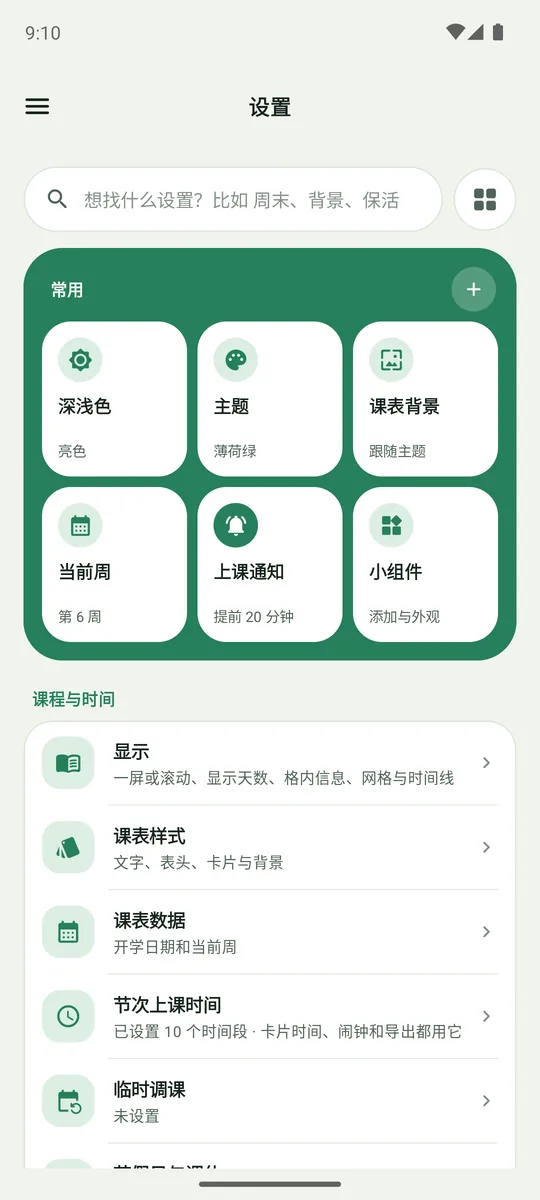 9:10
设置
想找什么设置？比如 周末、背景、保活
常用
深浅色
亮色
主题
薄荷绿
课表背景
跟随主题
当前周
第 6 周
上课通知
提前 20 分钟
小组件
添加与外观
课程与时间
显示
一屏或滚动、显示天数、格内信息、网格与时间线
课表样式
文字、表头、卡片与背景
课表数据
开学日期和当前周
节次上课时间
已设置 10 个时间段 · 卡片时间、闹钟和导出都用它
临时调课
未设置